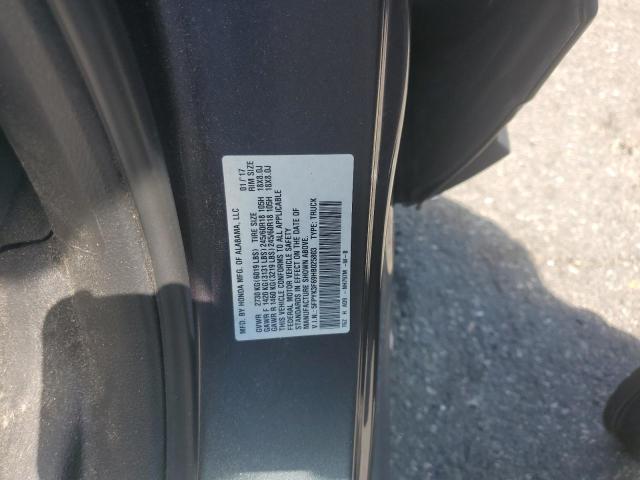 MFD. BY HONDA MFG. OF ALABAMA, LLC 01/'17
GVWR 2730 KG(6019 LBS) TIRE SIZE RIM SIZE
GAWR F 1420 KG(3131 LBS) 245/60R18 105H 18X8.0J
GAWR R 1460 KG(3219 LBS) 245/60R18 105H 18X8.0J
THIS VEHICLE CONFORMS TO ALL APPLICABLE
FEDERAL MOTOR VEHICLE SAFETY
STANDARDS IN EFFECT ON THE DATE OF
MANUFACTURE SHOWN ABOVE.
V.I.N.: 5FPYK3F69HB023803 TYPE: TRUCK
T6Z H A09